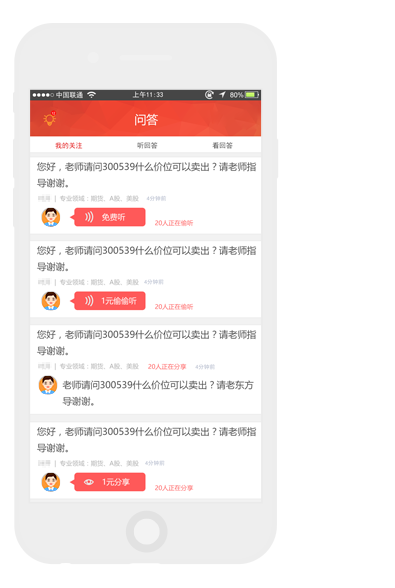 中国联通 上午11:33 80%
问答
我的关注 听回答 看回答
您好，老师请问300539什么价位可以卖出？请老师指
导谢谢。
| 专业领域：期货、A股、美股 4分钟前
免费听 20人正在偷听
您好，老师请问300539什么价位可以卖出？请老师指
导谢谢。
| 专业领域：期货、A股、美股 4分钟前
1元偷偷听 20人正在偷听
您好，老师请问300539什么价位可以卖出？请老师指
导谢谢。
| 专业领域：期货、A股、美股 20人正在分享 4分钟前
老师请问300539什么价位可以卖出？请老东方
导谢谢。
您好，老师请问300539什么价位可以卖出？请老师指
导谢谢。
| 专业领域：期货、A股、美股 4分钟前
1元分享 20人正在分享